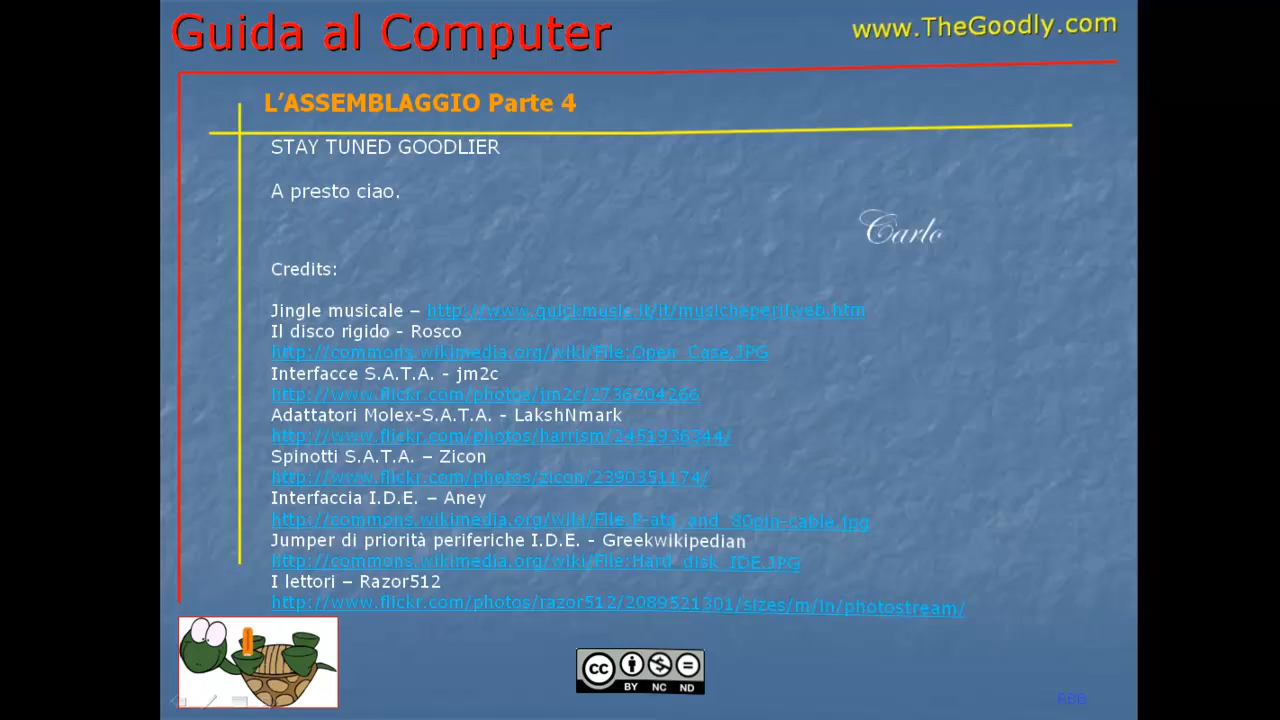 Guida al Computer
www.TheGoodly.com
L'ASSEMBLAGGIO Parte 4
STAY TUNED GOODLIER
A presto ciao.
Carlo
Credits:
Jingle musicale – http://www.quickmusic.it/it/musicheperilweb.htm
Il disco rigido - Rosco
http://commons.wikimedia.org/wiki/File:Open_Case.JPG
Interfacce S.A.T.A. - jm2c
http://www.flickr.com/photos/jm2c/2736204266
Adattatori Molex-S.A.T.A. - LakshNmark
http://www.flickr.com/photos/harrism/2451936344/
Spinotti S.A.T.A. – Zicon
http://www.flickr.com/photos/zicon/2390351174/
Interfaccia I.D.E. – Aney
http://commons.wikimedia.org/wiki/File:P-ata_and_80pin-cable.jpg
Jumper di priorità periferiche I.D.E. - Greekwikipedian
http://commons.wikimedia.org/wiki/File:Hard_disk_IDE.JPG
I lettori – Razor512
http://www.flickr.com/photos/razor512/2089521301/sizes/m/in/photostream/
cc BY NC ND
RBB